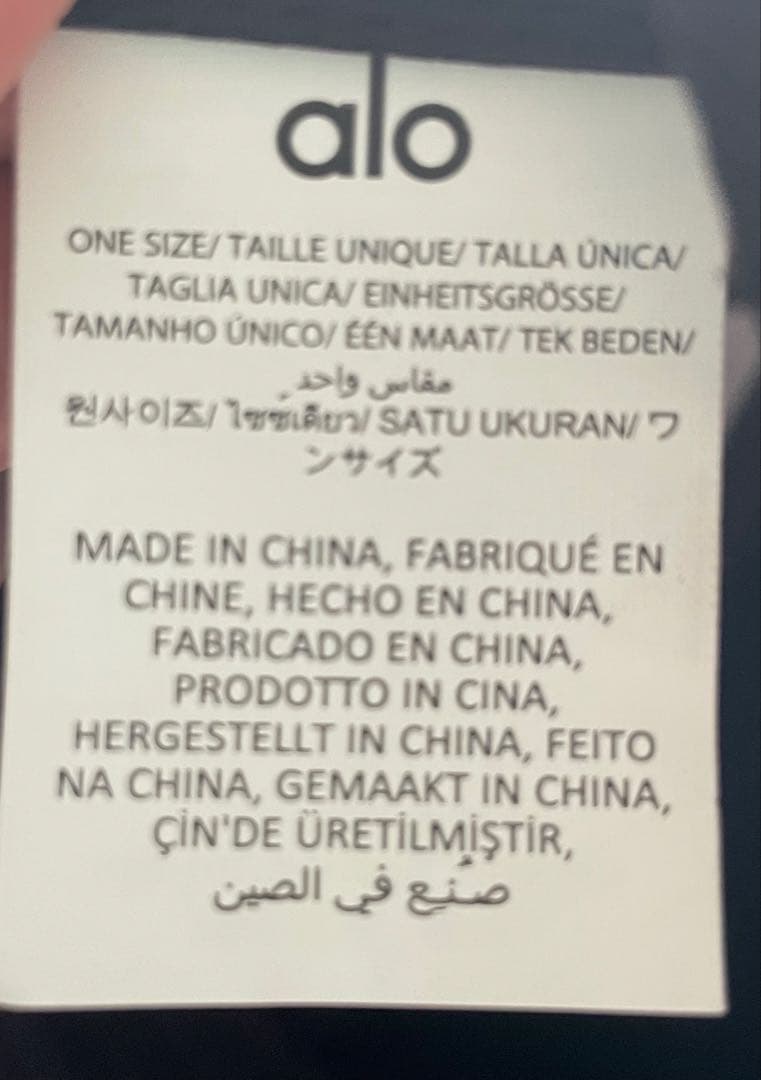 alo
ONE SIZE/ TAILLE UNIQUE/ TALLA ÚNICA/
TAGLIA UNICA/ EINHEITSGRÖSSE/
TAMANHO ÚNICO/ ÉÉN MAAT/ TEK BEDEN/
مقاس واحد
원사이즈/ ไซซ์เดียว/ SATU UKURAN/ ワ
ンサイズ
MADE IN CHINA, FABRIQUÉ EN
CHINE, HECHO EN CHINA,
FABRICADO EN CHINA,
PRODOTTO IN CINA,
HERGESTELLT IN CHINA, FEITO
NA CHINA, GEMAAKT IN CHINA,
ÇİN'DE ÜRETİLMİŞTİR,
صُنِع في الصين